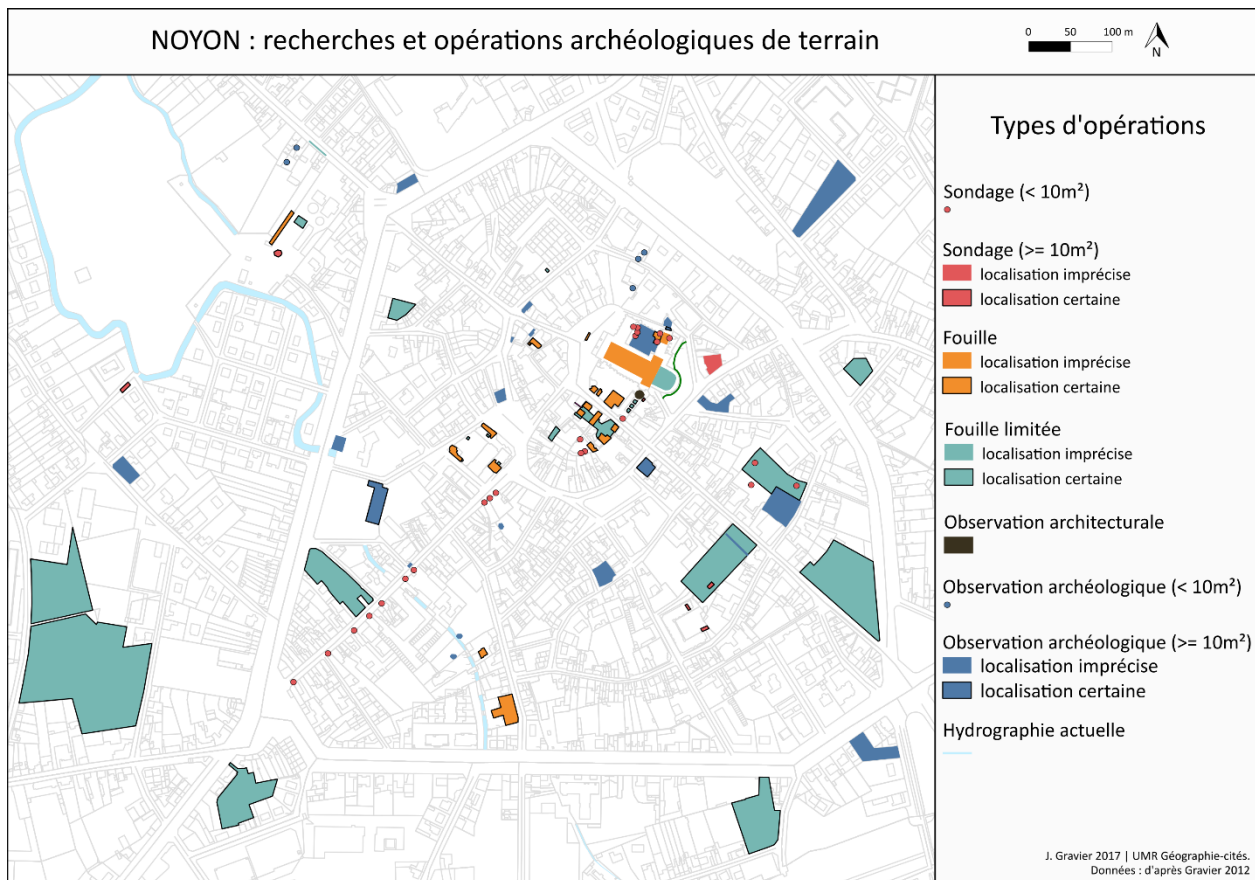 NOYON : recherches et opérations archéologiques de terrain
0 50 100 m
N
Types d'opérations
Sondage (< 10m²)
Sondage (>= 10m²)
localisation imprécise
localisation certaine
Fouille
localisation imprécise
localisation certaine
Fouille limitée
localisation imprécise
localisation certaine
Observation architecturale
Observation archéologique (< 10m²)
Observation archéologique (>= 10m²)
localisation imprécise
localisation certaine
Hydrographie actuelle
J. Gravier 2017 | UMR Géographie-cités.
Données : d'après Gravier 2012